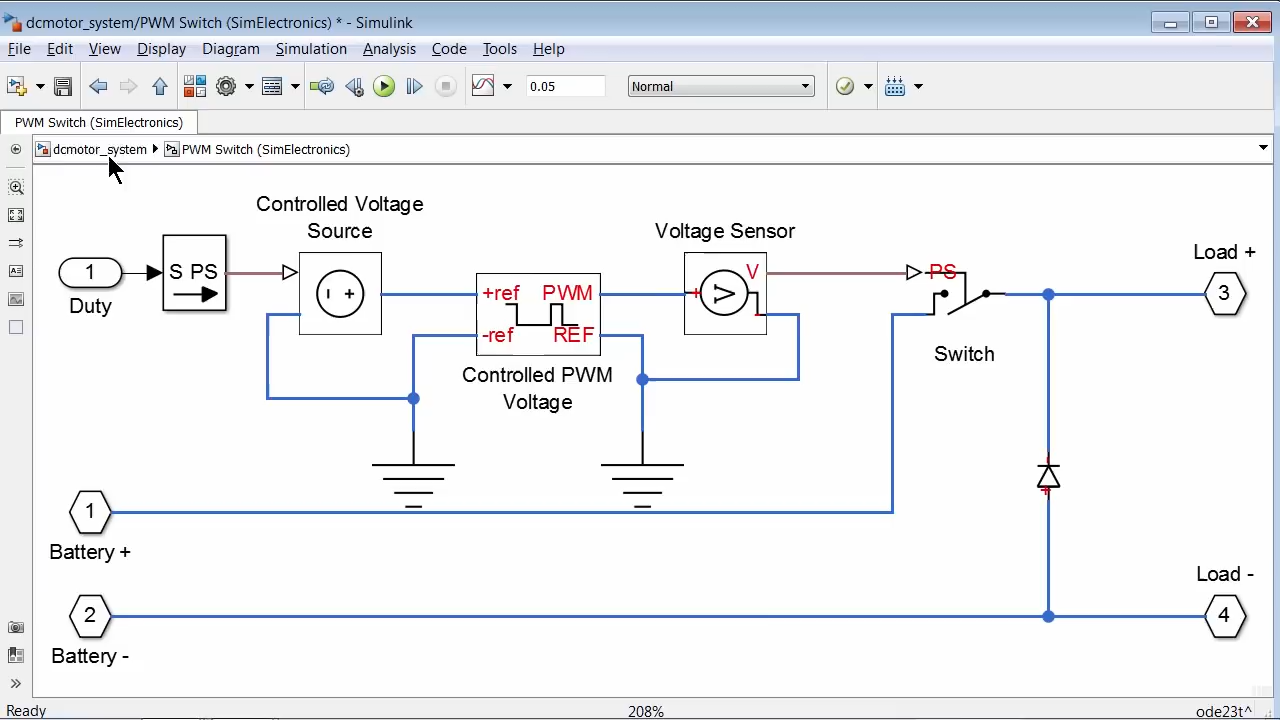 dcmotor_system/PWM Switch (SimElectronics) * - Simulink
File Edit View Display Diagram Simulation Analysis Code Tools Help
0.05 Normal
PWM Switch (SimElectronics)
dcmotor_system PWM Switch (SimElectronics)
Controlled Voltage
Source
Voltage Sensor
Load +
1
S PS
V
PS
3
Duty
+ref PWM
-ref REF
Switch
Controlled PWM
Voltage
1
Battery +
Load -
2
4
Battery -
Ready 208% ode23t^